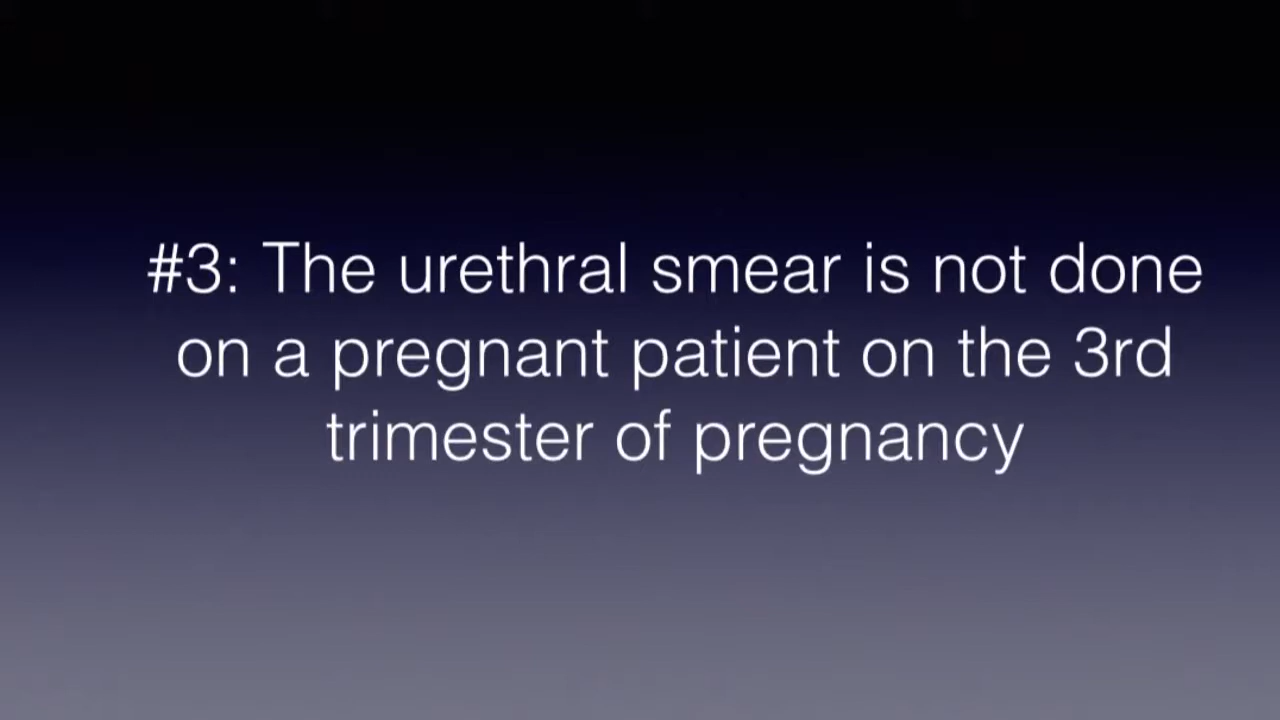 #3: The urethral smear is not done
on a pregnant patient on the 3rd
trimester of pregnancy